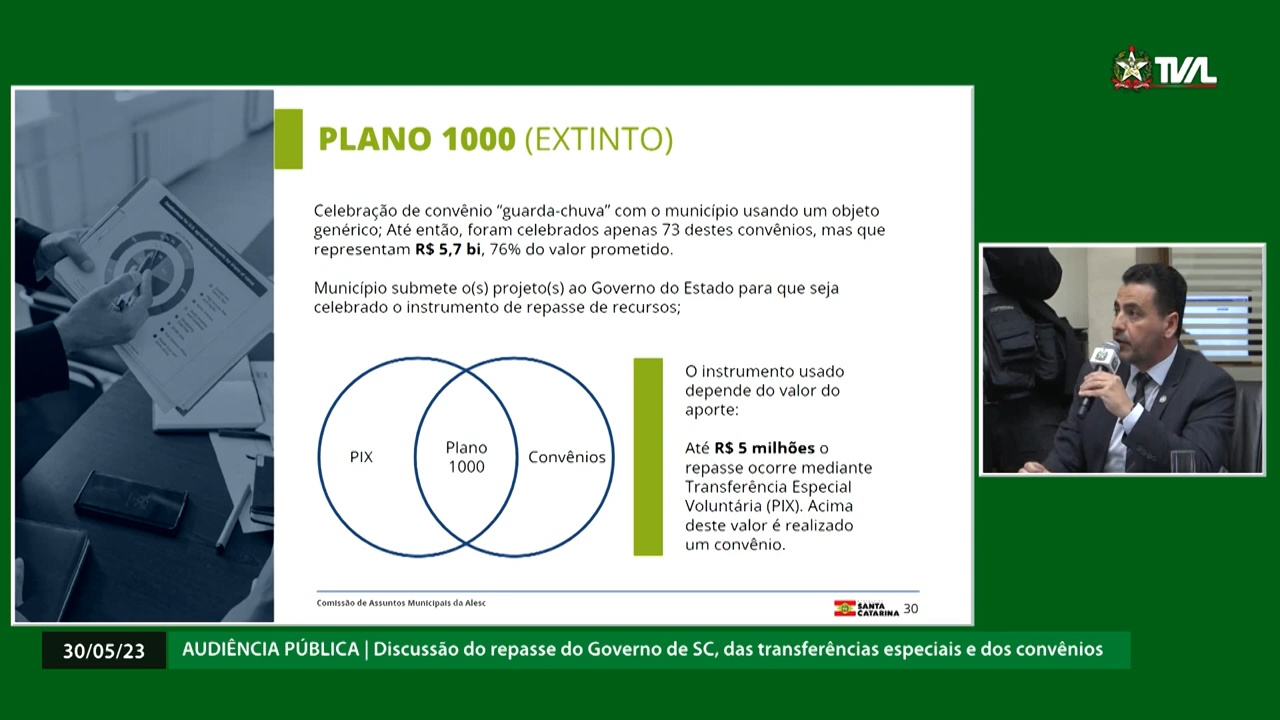 TVAL
PLANO 1000 (EXTINTO)
Celebração de convênio “guarda-chuva” com o município usando um objeto
genérico; Até então, foram celebrados apenas 73 destes convênios, mas que
representam R$ 5,7 bi, 76% do valor prometido.
Município submete o(s) projeto(s) ao Governo do Estado para que seja
celebrado o instrumento de repasse de recursos;
PIX
Plano
1000
Convênios
O instrumento usado
depende do valor do
aporte:
Até R$ 5 milhões o
repasse ocorre mediante
Transferência Especial
Voluntária (PIX). Acima
deste valor é realizado
um convênio.
Comissão de Assuntos Municipais da Alesc
SANTA
CATARINA
30
30/05/23
AUDIÊNCIA PÚBLICA | Discussão do repasse do Governo de SC, das transferências especiais e dos convênios